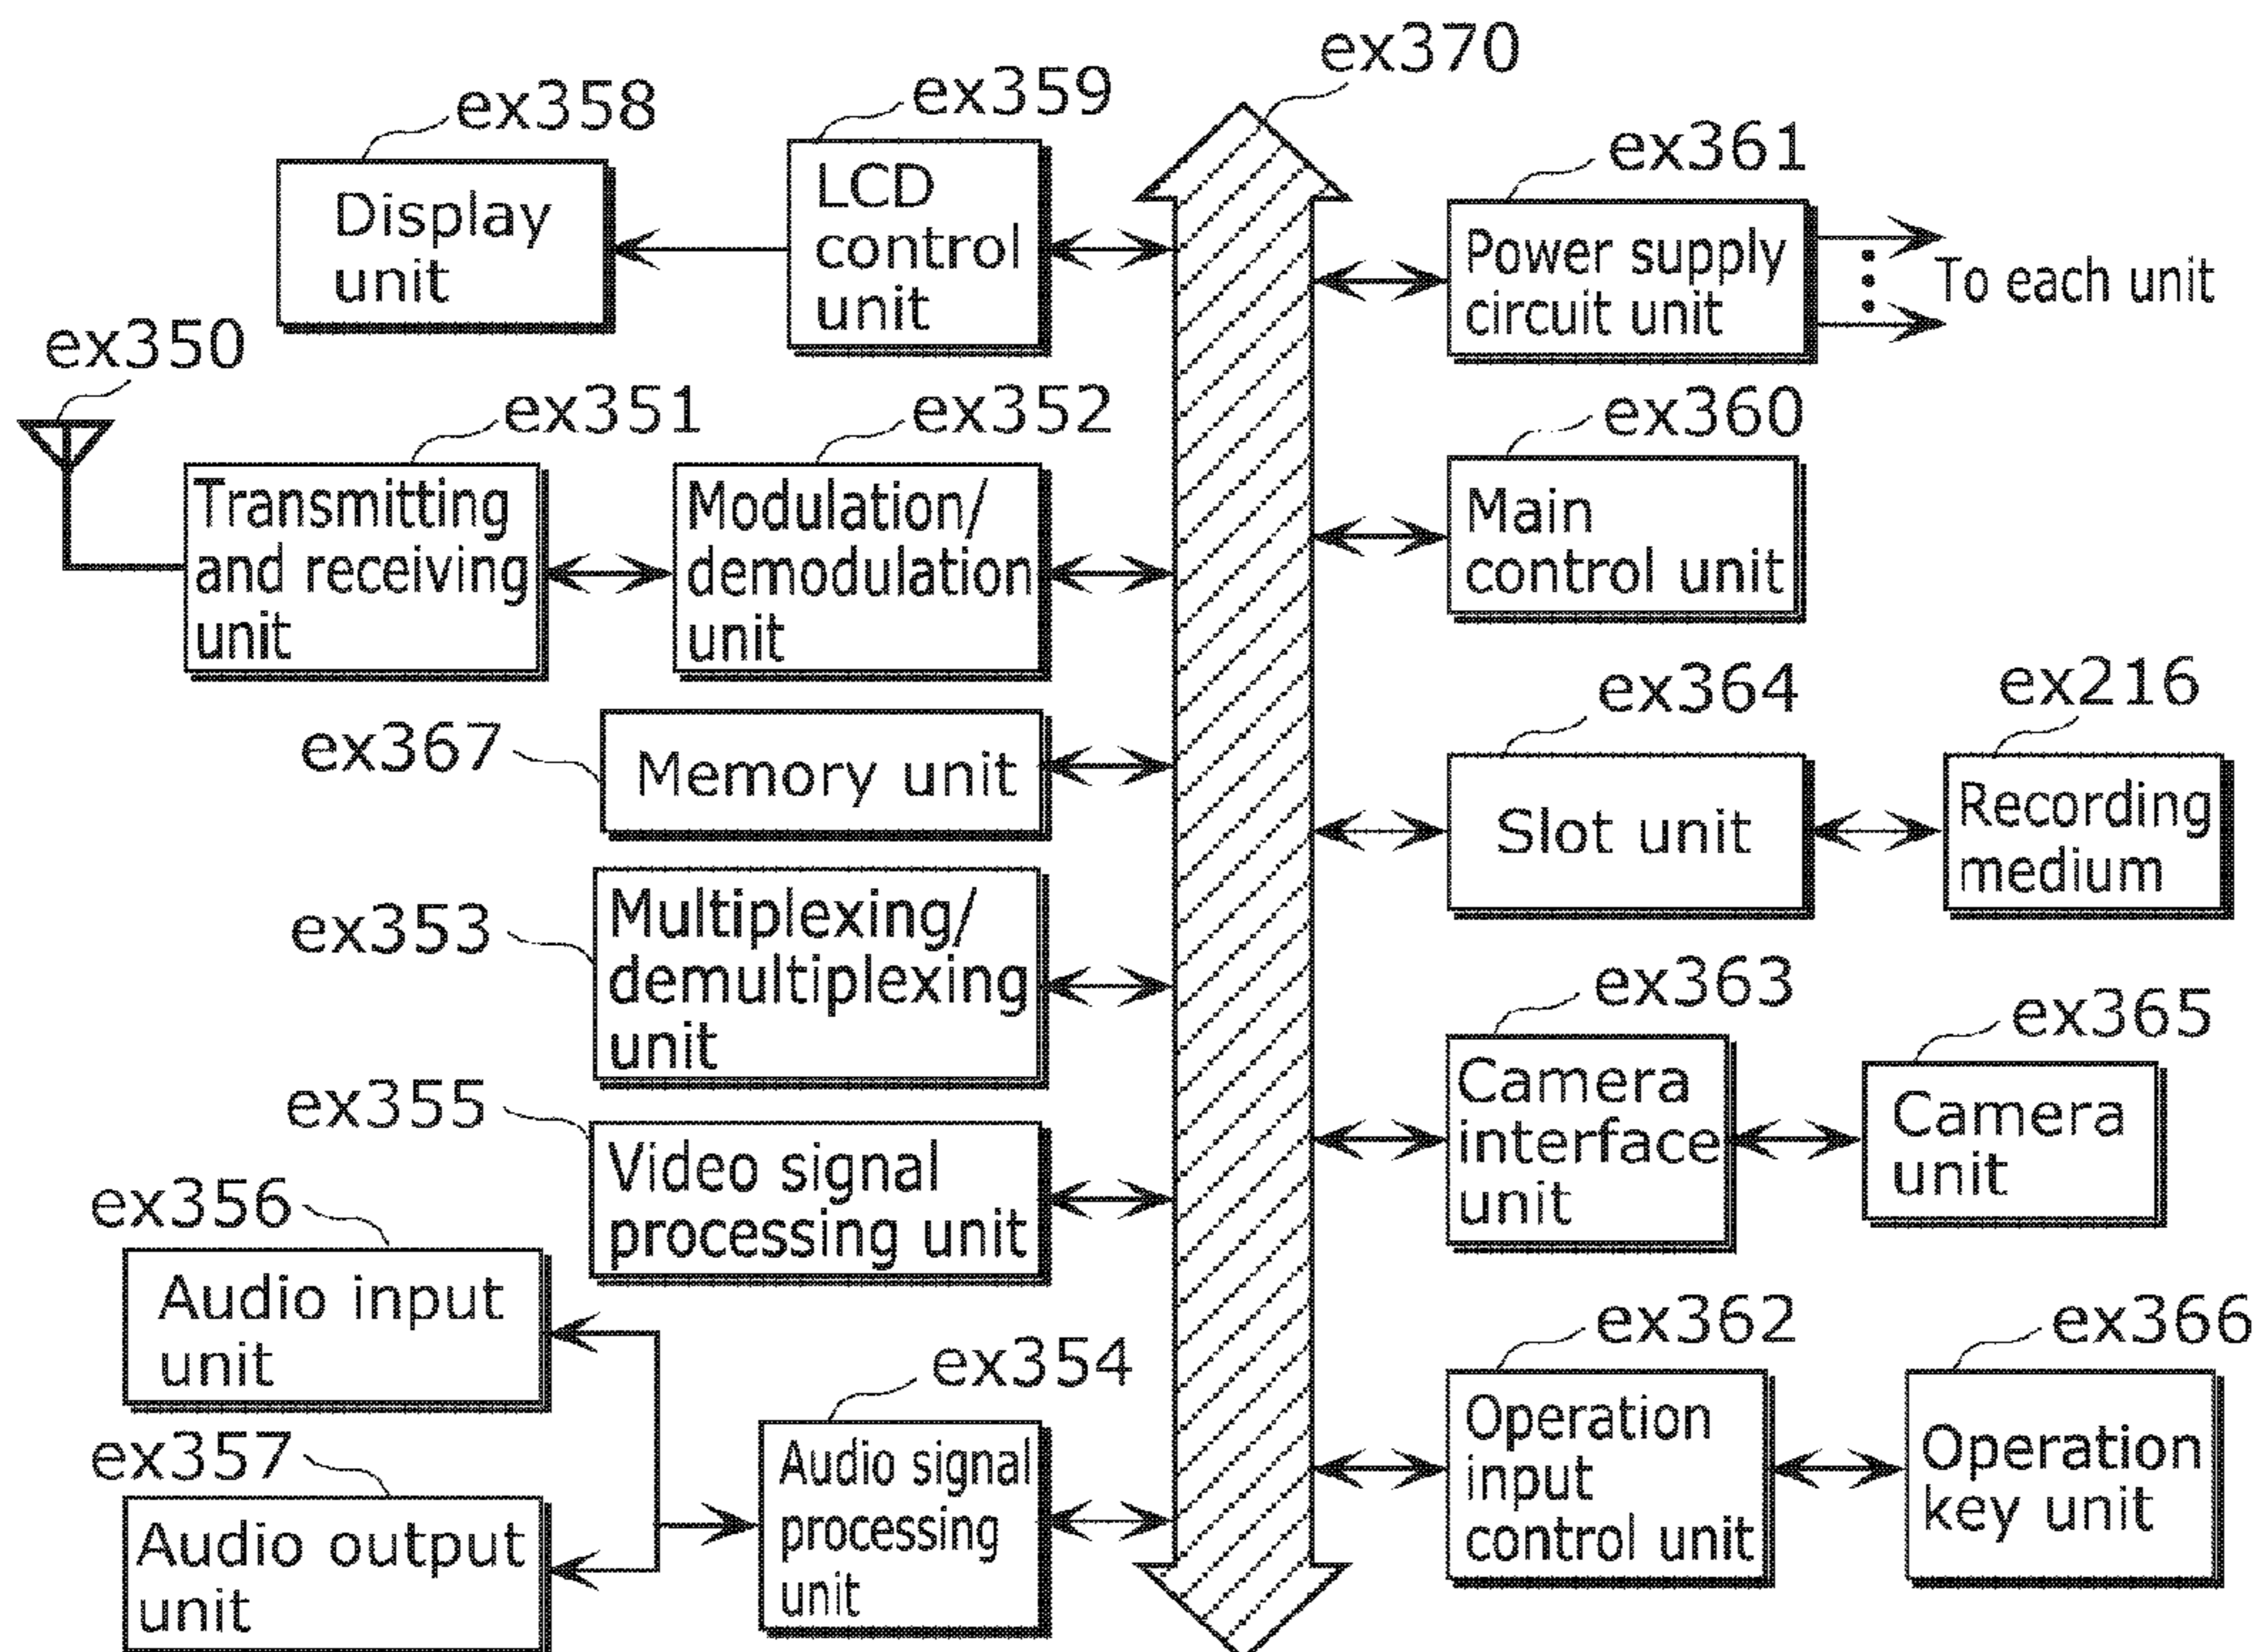 ex370
ex359
ex358
ex361
LCD
control
unit
Display
unit
Power supply
circuit unit
To each unit
ex350
ex351
ex352
ex360
Transmitting
and receiving
unit
Modulation/
demodulation
unit
Main
control unit
ex364
ex216
ex367
Memory unit
Slot unit
Recording
medium
ex353
Multiplexing/
demultiplexing
unit
ex363
ex365
Camera
interface
unit
Camera
unit
ex355
Video signal
processing unit
ex356
Audio input
unit
ex354
ex362
ex366
Operation
input
control unit
Operation
key unit
ex357
Audio output
unit
Audio signal
processing
unit